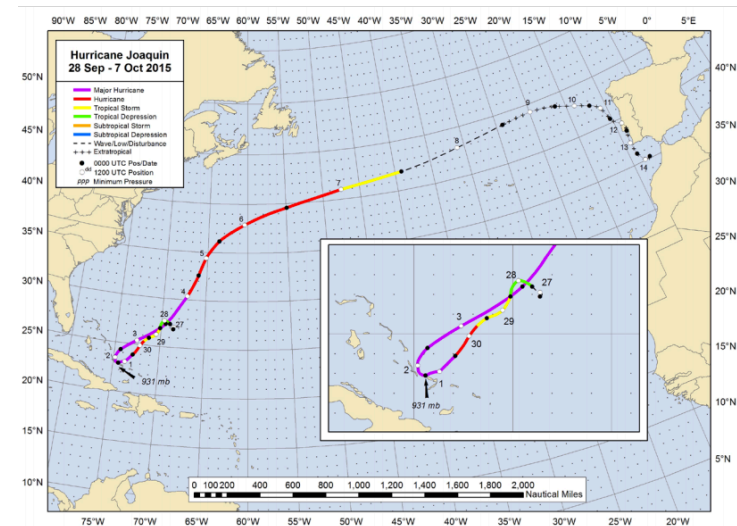 90°W 85°W 80°W 75°W 70°W 65°W 60°W 55°W 50°W 45°W 40°W 35°W 30°W 25°W 20°W 15°W 10°W 5°W 0° 5°E
Hurricane Joaquin
28 Sep - 7 Oct 2015
Major Hurricane
Hurricane
Tropical Storm
Tropical Depression
Subtropical Storm
Subtropical Depression
Wave/Low/Disturbance
Extratropical
0000 UTC Pos/Date
1200 UTC Position
PPP Minimum Pressure
50°N
45°N
40°N
35°N
30°N
25°N
20°N
15°N
10°N
40°N
35°N
30°N
25°N
20°N
15°N
10°N
5°N
9 10 11
12
13
14
8
7
6
5
4
28
27
29
30
3
2
1
931 mb
28
27
29
30
3
2
1
931 mb
0 100 200 400 600 800 1,000 1,200 1,400 1,600 1,800 2,000
Nautical Miles
75°W 70°W 65°W 60°W 55°W 50°W 45°W 40°W 35°W 30°W 25°W 20°W 15°W